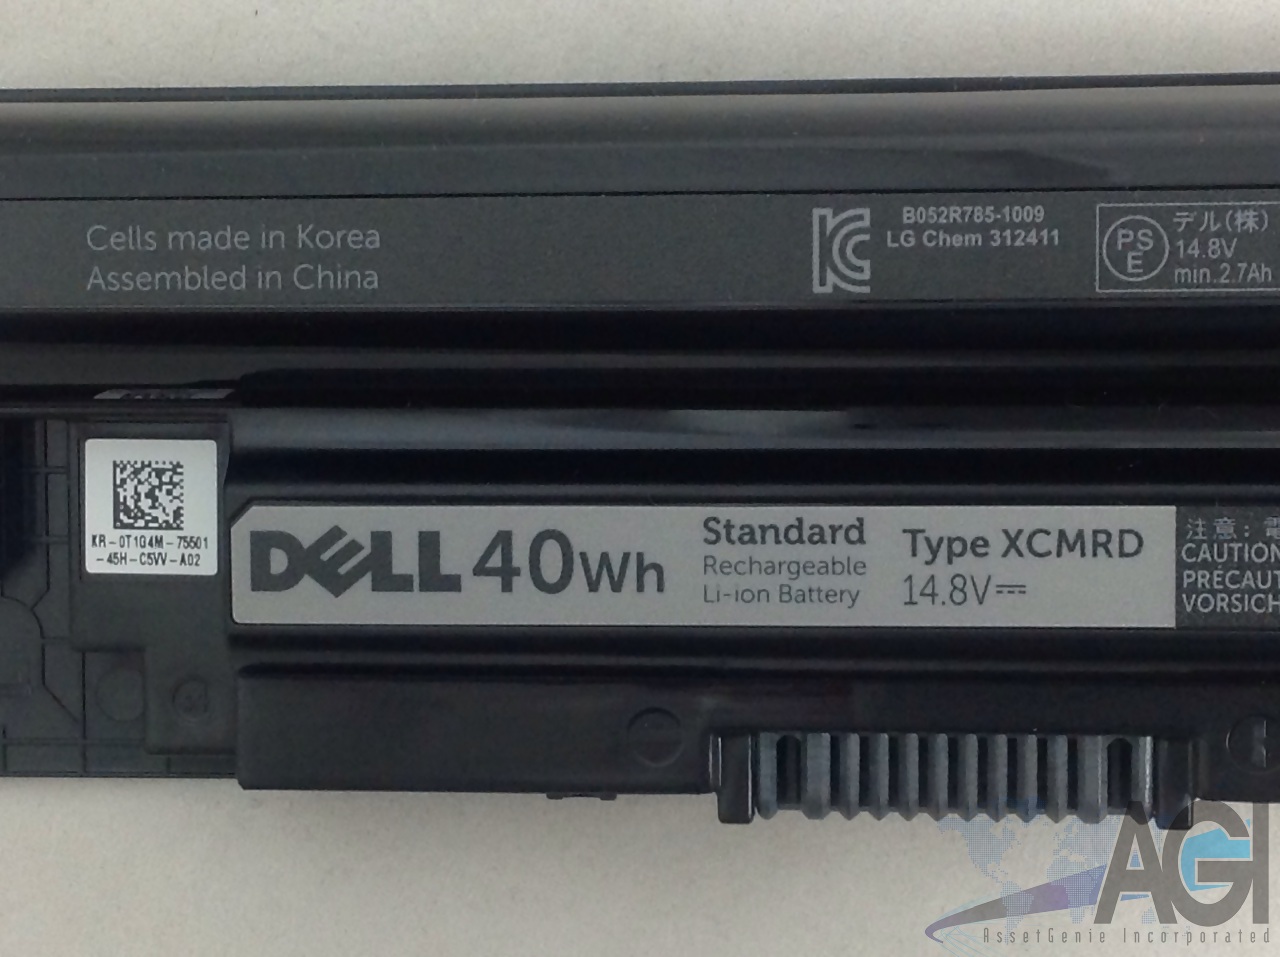 Cells made in Korea
Assembled in China
B052R785-1009
LG Chem 312411
PS
E
デル(株)
14.8V
min.2.7Ah
KR-0T1G4M-75501
-45H-C5VV-A02
DELL 40Wh
Standard
Rechargeable
Li-ion Battery
Type XCMRD
14.8V
注意:
CAUTION
PRÉCAUT
VORSICH
AGI
AssetGenie Incorporated